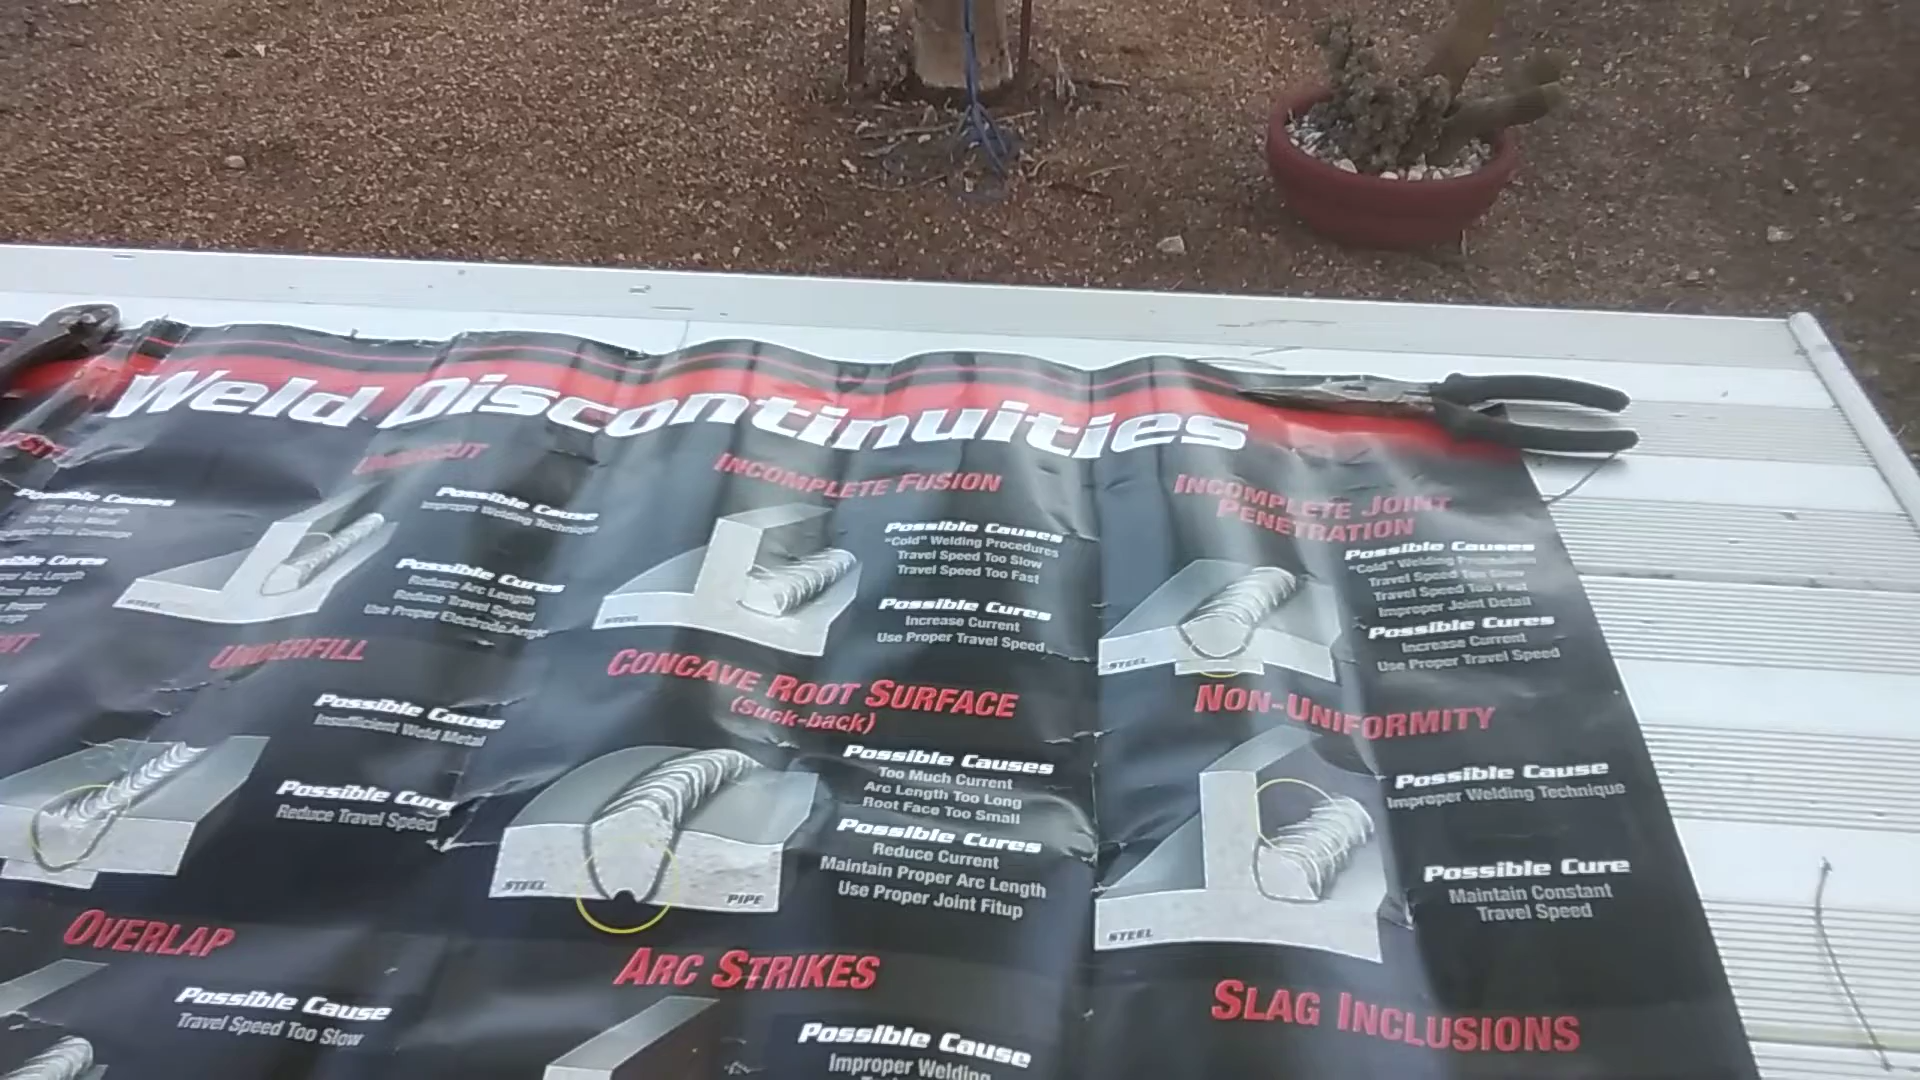 Weld Discontinuities
UNDERCUT
Possible Cause
Improper Welding Technique
Possible Cures
Reduce Arc Length
Reduce Travel Speed
Use Proper Electrode Angle
STEEL
INCOMPLETE FUSION
Possible Causes
"Cold" Welding Procedures
Travel Speed Too Slow
Travel Speed Too Fast
Possible Cures
Increase Current
Use Proper Travel Speed
STEEL
INCOMPLETE JOINT
PENETRATION
Possible Causes
"Cold" Welding Procedures
Travel Speed Too Slow
Travel Speed Too Fast
Improper Joint Detail
Possible Cures
Increase Current
Use Proper Travel Speed
STEEL
Possible Causes
Arc Length
Possible Cures
Arc Length
UNDERFILL
Possible Cause
Insufficient Weld Metal
Possible Cure
Reduce Travel Speed
CONCAVE ROOT SURFACE
(Suck-back)
Possible Causes
Too Much Current
Arc Length Too Long
Root Face Too Small
Possible Cures
Reduce Current
Maintain Proper Arc Length
Use Proper Joint Fitup
STEEL
PIPE
NON-UNIFORMITY
Possible Cause
Improper Welding Technique
Possible Cure
Maintain Constant
Travel Speed
STEEL
OVERLAP
Possible Cause
Travel Speed Too Slow
ARC STRIKES
Possible Cause
Improper Welding
SLAG INCLUSIONS